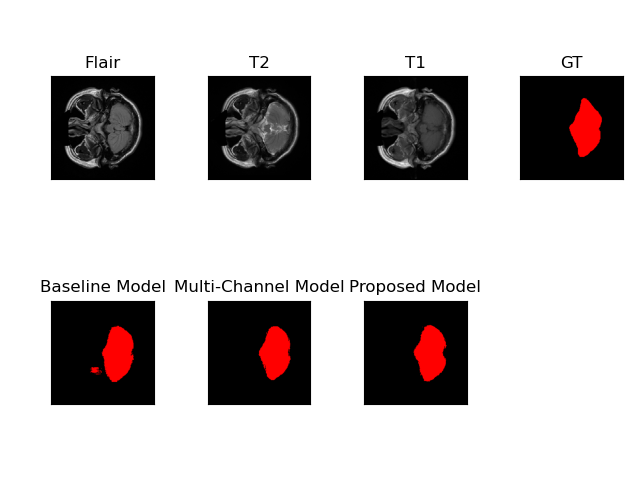 Flair
T2
T1
GT
Baseline Model
Multi-Channel Model
Proposed Model